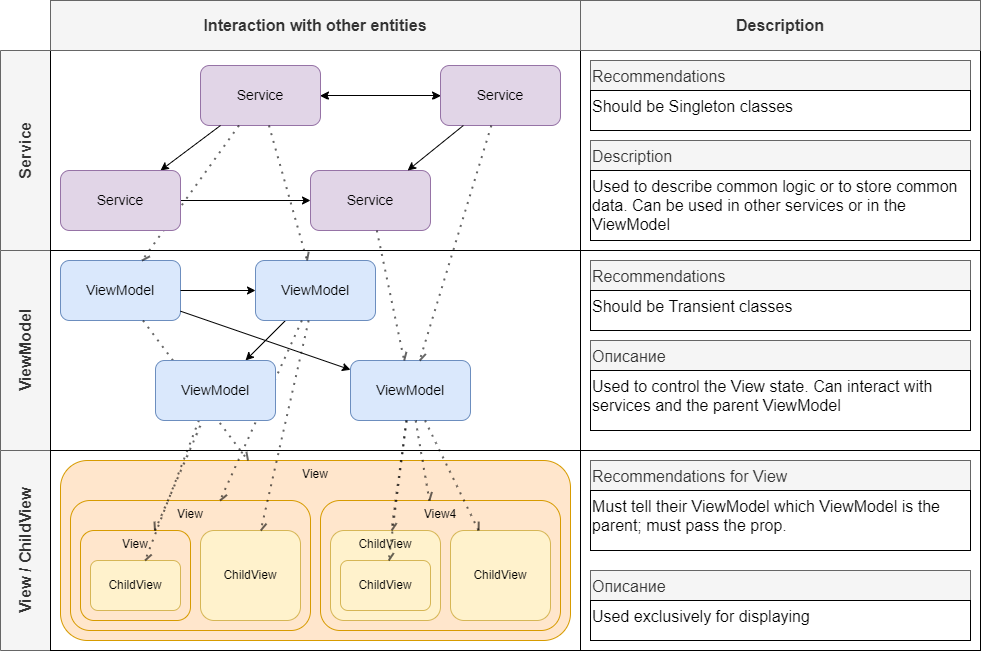 Interaction with other entities
Description
Service
Service
Service
Service
Service
Recommendations
Should be Singleton classes
Description
Used to describe common logic or to store common
data. Can be used in other services or in the
ViewModel
ViewModel
ViewModel
ViewModel
ViewModel
ViewModel
Recommendations
Should be Transient classes
Описание
Used to control the View state. Can interact with
services and the parent ViewModel
View / ChildView
View
View
View4
View
ChildView
ChildView
ChildView
ChildView
ChildView
Recommendations for View
Must tell their ViewModel which ViewModel is the
parent; must pass the prop.
Описание
Used exclusively for displaying